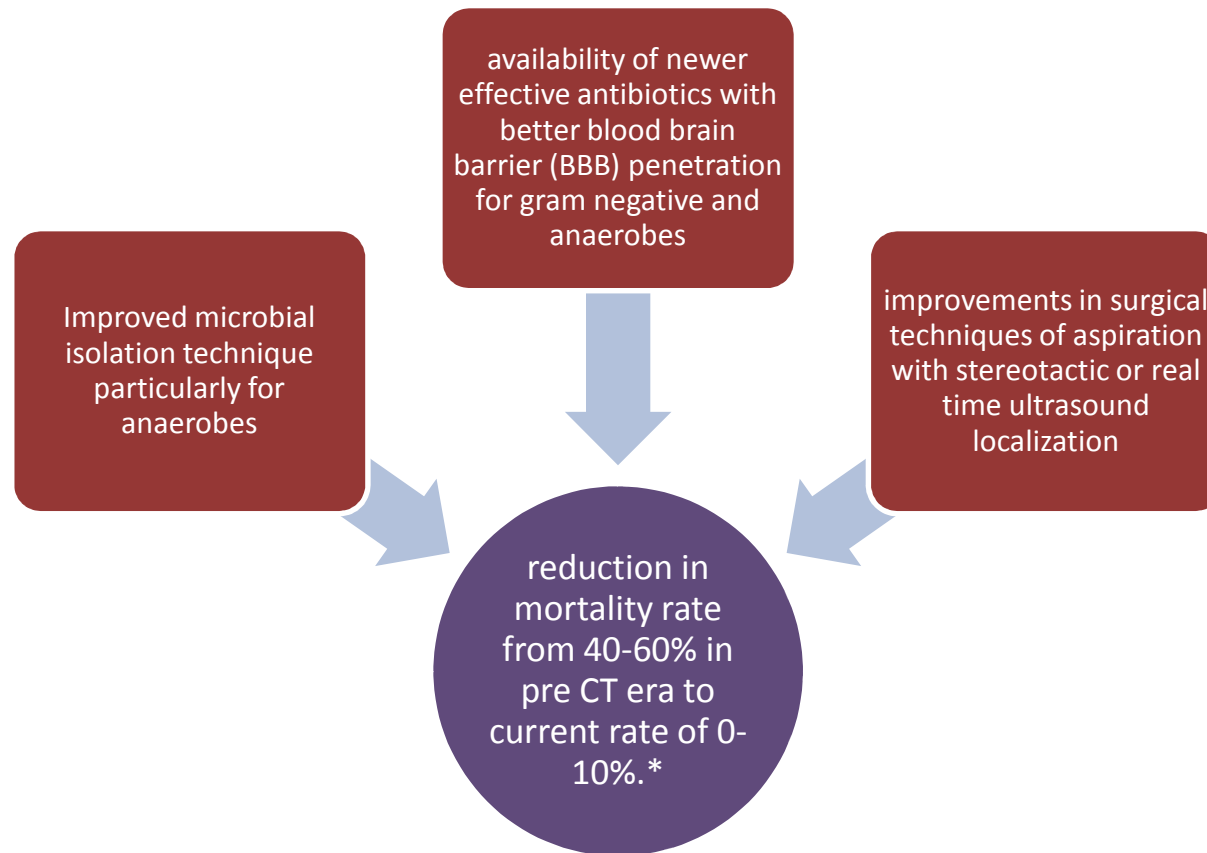 availability of newer
effective antibiotics with
better blood brain
barrier (BBB) penetration
for gram negative and
anaerobes
Improved microbial
isolation technique
particularly for
anaerobes
improvements in surgical
techniques of aspiration
with stereotactic or real
time ultrasound
localization
reduction in
mortality rate
from 40-60% in
pre CT era to
current rate of 0-
10%.*